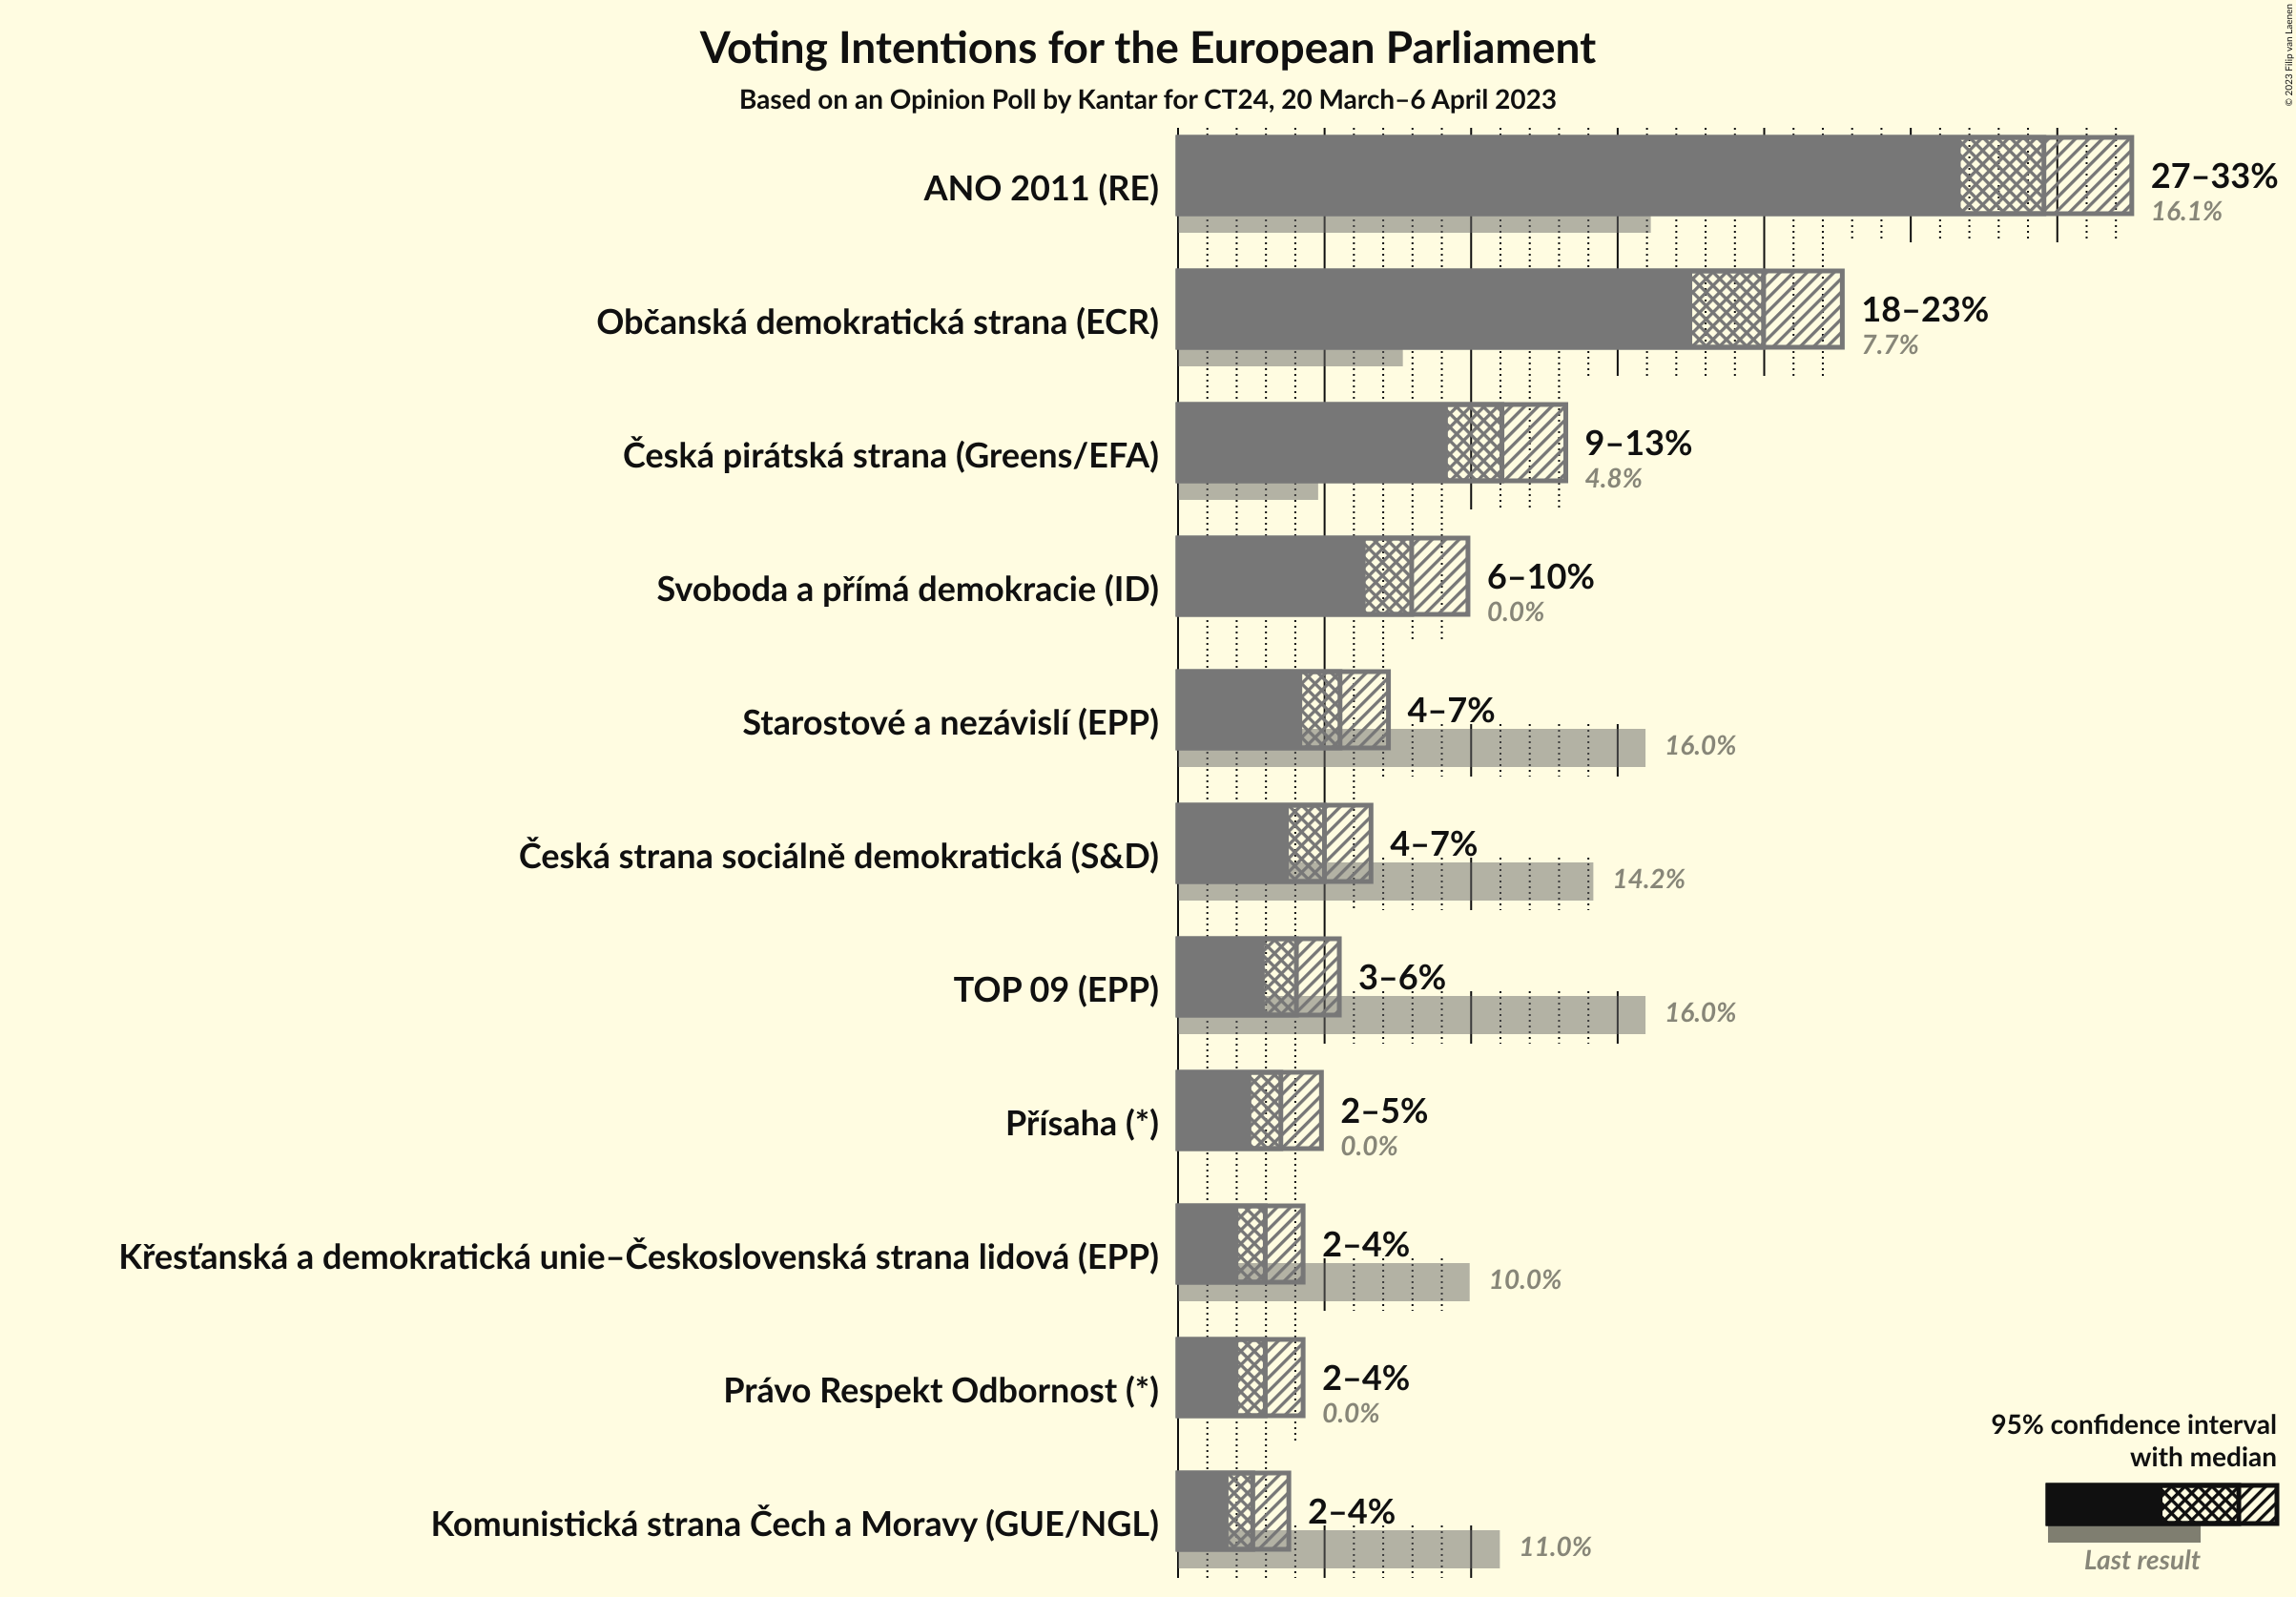 Voting Intentions for the European Parliament
Based on an Opinion Poll by Kantar for CT24, 20 March–6 April 2023
© 2023 Filip van Laenen
ANO 2011 (RE)
27–33%
16.1%
Občanská demokratická strana (ECR)
18–23%
7.7%
Česká pirátská strana (Greens/EFA)
9–13%
4.8%
Svoboda a přímá demokracie (ID)
6–10%
0.0%
Starostové a nezávislí (EPP)
4–7%
16.0%
Česká strana sociálně demokratická (S&D)
4–7%
14.2%
TOP 09 (EPP)
3–6%
16.0%
Přísaha (*)
2–5%
0.0%
Křesťanská a demokratická unie–Československá strana lidová (EPP)
2–4%
10.0%
Právo Respekt Odbornost (*)
2–4%
0.0%
Komunistická strana Čech a Moravy (GUE/NGL)
2–4%
11.0%
95% confidence interval
with median
Last result